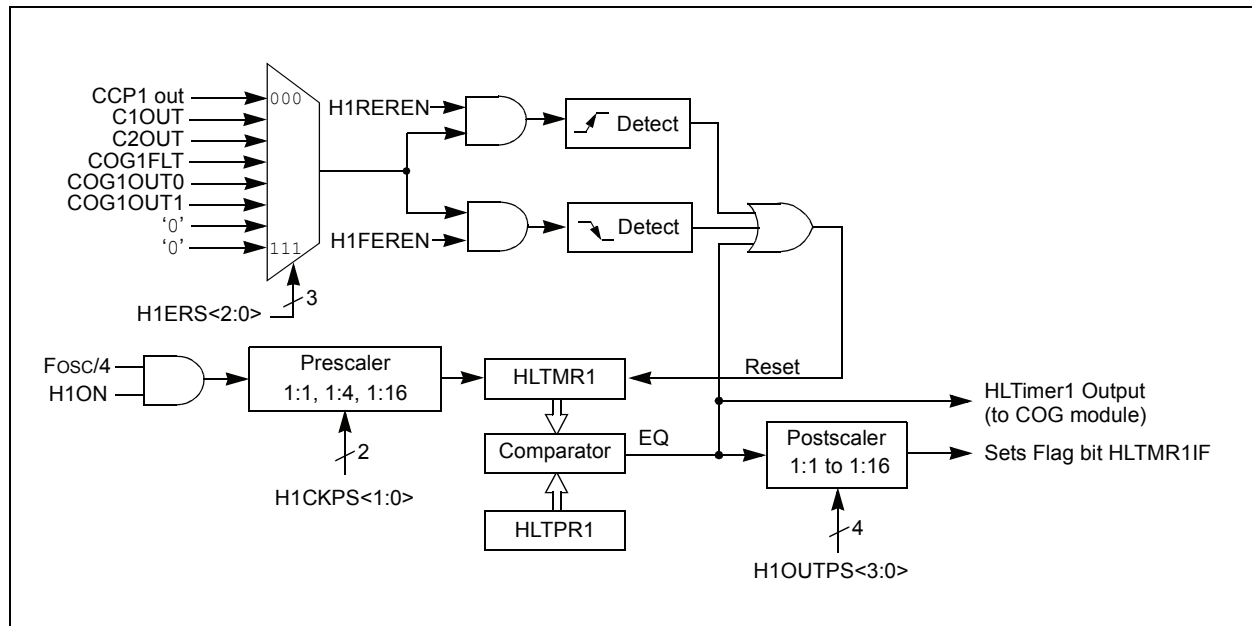 CCP1 out
C1OUT
C2OUT
COG1FLT
COG1OUT0
COG1OUT1
‘0’
‘0’
000
111
H1ERS<2:0>
3
H1REREN
Detect
H1FEREN
Detect
FOSC/4
H1ON
Prescaler
1:1, 1:4, 1:16
2
H1CKPS<1:0>
HLTMR1
Reset
Comparator
EQ
HLTPR1
HLTimer1 Output
(to COG module)
Postscaler
1:1 to 1:16
Sets Flag bit HLTMR1IF
4
H1OUTPS<3:0>